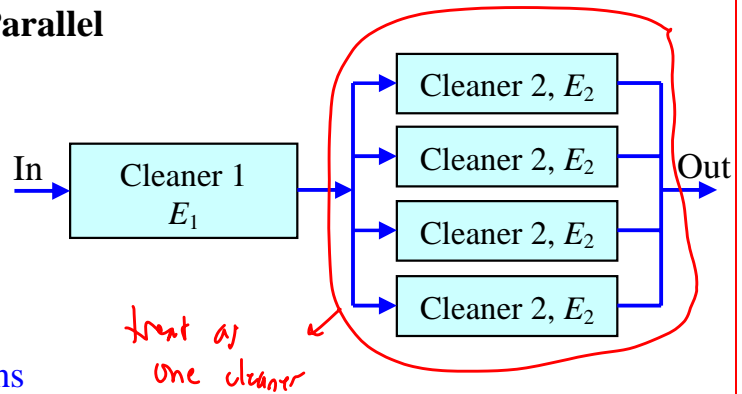 Parallel
In
Cleaner 1
E₁
Cleaner 2, E₂
Cleaner 2, E₂
Cleaner 2, E₂
Cleaner 2, E₂
Out
treat as
one cleaner
ns